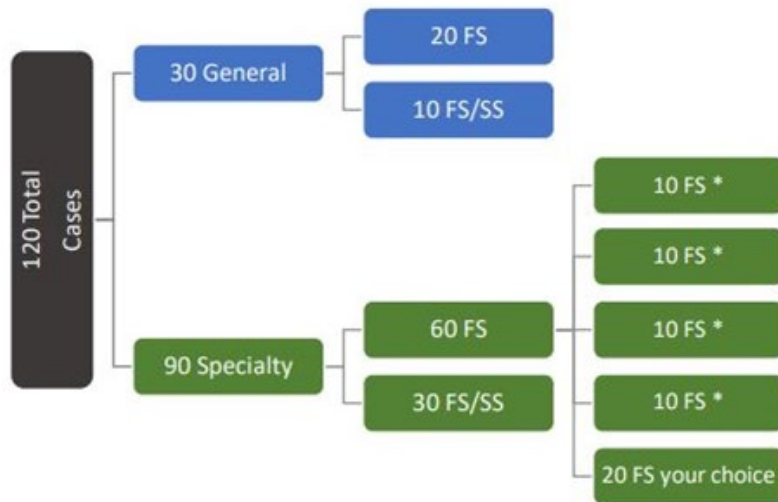 120 Total
Cases
30 General
20 FS
10 FS/SS
90 Specialty
60 FS
30 FS/SS
10 FS *
10 FS *
10 FS *
10 FS *
20 FS your choice